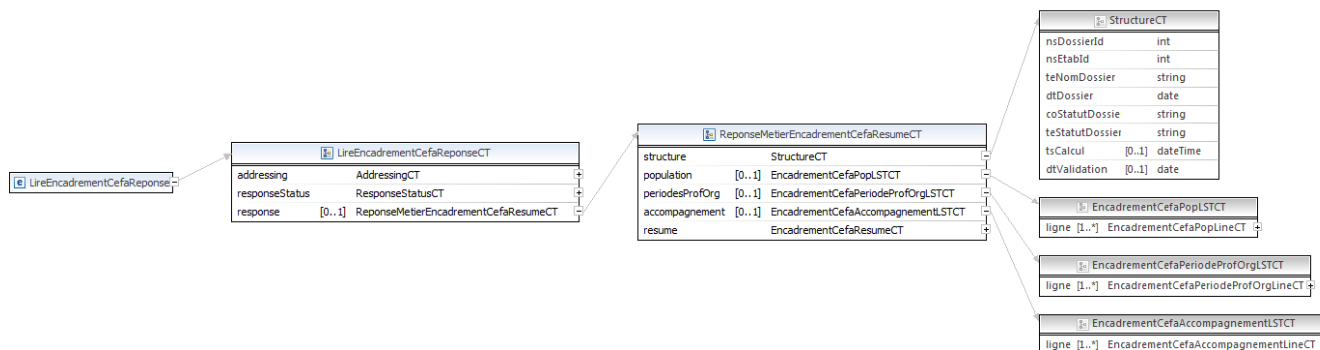 LireEncadrementCefaReponse
LireEncadrementCefaReponseCT
addressing AddressingCT
responseStatus ResponseStatusCT
response [0..1] ReponseMetierEncadrementCefaResumeCT
ReponseMetierEncadrementCefaResumeCT
structure StructureCT
population [0..1] EncadrementCefaPopLSTCT
periodesProfOrg [0..1] EncadrementCefaPeriodeProfOrgLSTCT
accompagnement [0..1] EncadrementCefaAccompagnementLSTCT
resume EncadrementCefaResumeCT
StructureCT
nsDossierId int
nsEtabId int
teNomDossier string
dtDossier date
coStatutDossie string
teStatutDossier string
tsCalcul [0..1] dateTime
dtValidation [0..1] date
EncadrementCefaPopLSTCT
ligne [1..*] EncadrementCefaPopLineCT
EncadrementCefaPeriodeProfOrgLSTCT
ligne [1..*] EncadrementCefaPeriodeProfOrgLineCT
EncadrementCefaAccompagnementLSTCT
ligne [1..*] EncadrementCefaAccompagnementLineCT